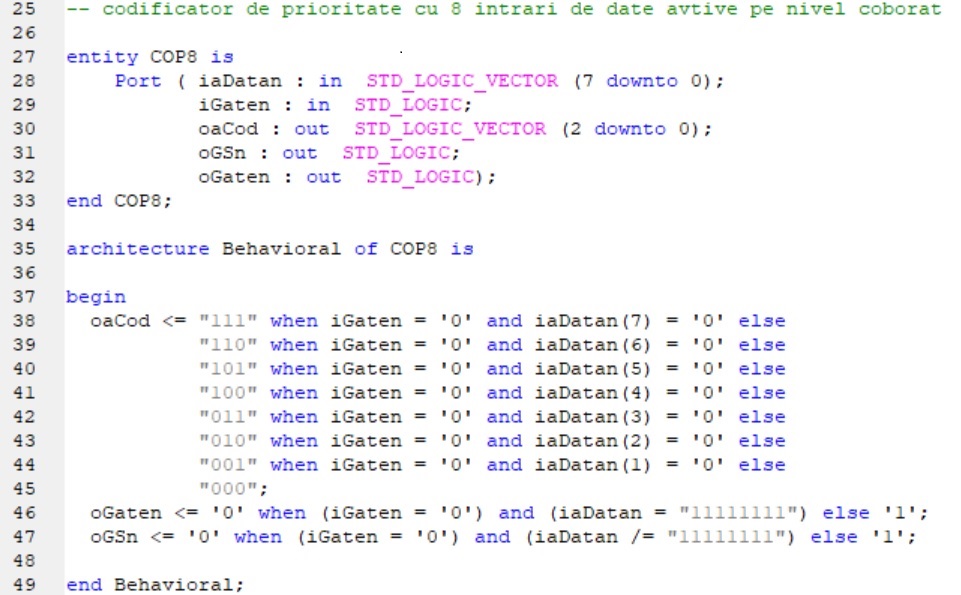 25 -- codificator de prioritate cu 8 intrari de date avtive pe nivel coborat
26
27 entity COP8 is
28     Port ( iaDatan : in  STD_LOGIC_VECTOR (7 downto 0);
29            iGaten : in  STD_LOGIC;
30            oaCod : out  STD_LOGIC_VECTOR (2 downto 0);
31            oGSn : out  STD_LOGIC;
32            oGaten : out  STD_LOGIC);
33 end COP8;
34
35 architecture Behavioral of COP8 is
36
37 begin
38   oaCod <= "111" when iGaten = '0' and iaDatan(7) = '0' else
39            "110" when iGaten = '0' and iaDatan(6) = '0' else
40            "101" when iGaten = '0' and iaDatan(5) = '0' else
41            "100" when iGaten = '0' and iaDatan(4) = '0' else
42            "011" when iGaten = '0' and iaDatan(3) = '0' else
43            "010" when iGaten = '0' and iaDatan(2) = '0' else
44            "001" when iGaten = '0' and iaDatan(1) = '0' else
45            "000";
46   oGaten <= '0' when (iGaten = '0') and (iaDatan = "11111111") else '1';
47   oGSn <= '0' when (iGaten = '0') and (iaDatan /= "11111111") else '1';
48
49 end Behavioral;